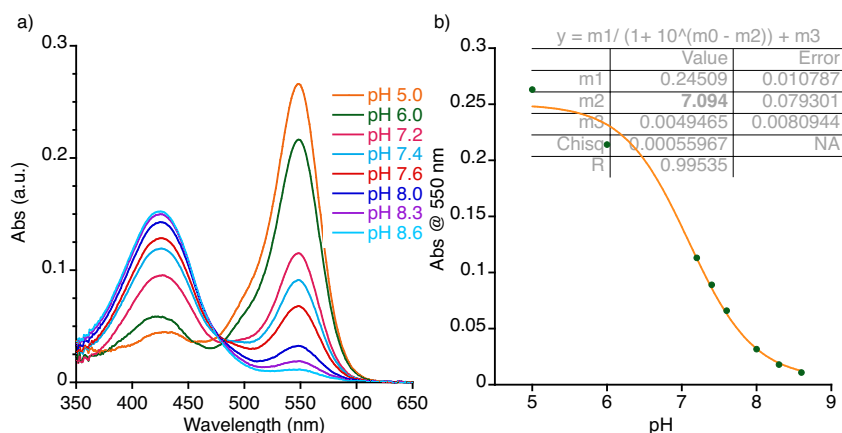 a)
0.3
0.2
0.1
0
Abs (a.u.)
350 400 450 500 550 600 650
Wavelength (nm)
pH 5.0
pH 6.0
pH 7.2
pH 7.4
pH 7.6
pH 8.0
pH 8.3
pH 8.6
b)
y = m1/ (1+ 10^(m0 - m2)) + m3
Value Error
m1 0.24509 0.010787
m2 7.094 0.079301
m3 0.0049465 0.0080944
Chisq 0.00055967 NA
R 0.99535
0.3
0.25
0.2
0.15
0.1
0.05
0
Abs @ 550 nm
5 6 7 8 9
pH